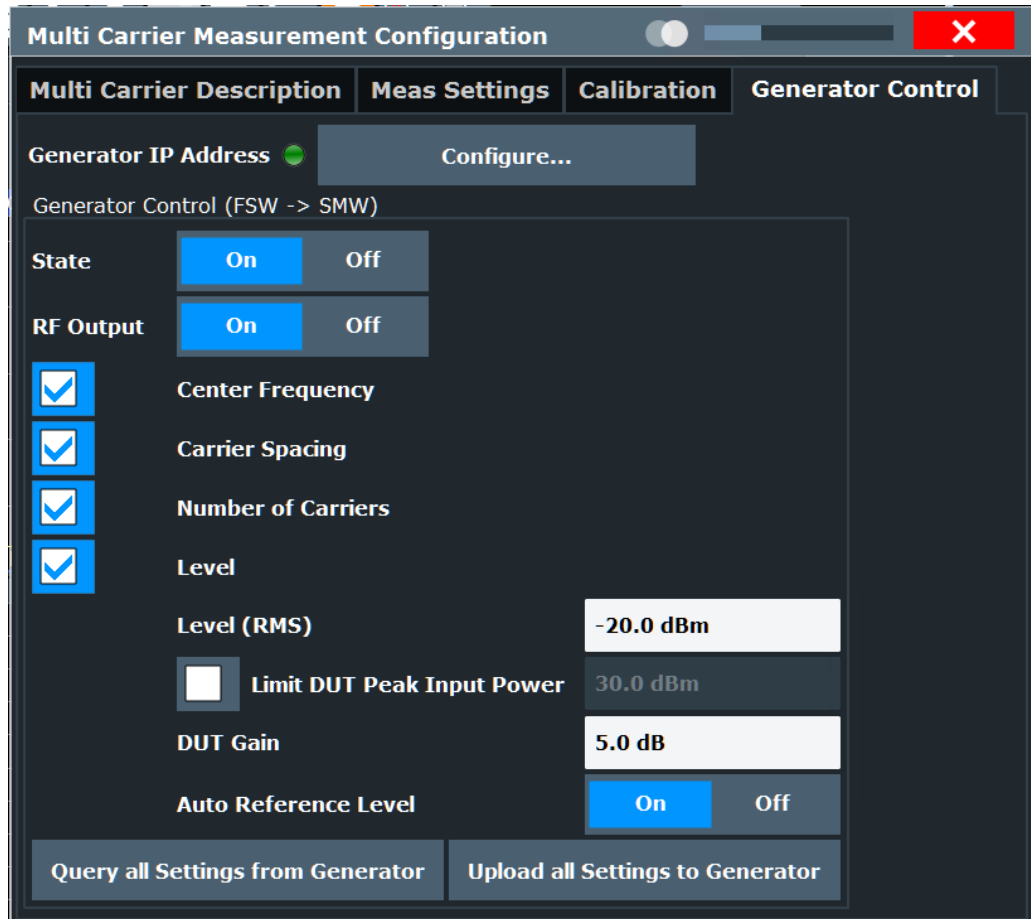 Multi Carrier Measurement Configuration
Multi Carrier Description Meas Settings Calibration Generator Control
Generator IP Address Configure...
Generator Control (FSW -> SMW)
State On Off
RF Output On Off
Center Frequency
Carrier Spacing
Number of Carriers
Level
Level (RMS) -20.0 dBm
Limit DUT Peak Input Power 30.0 dBm
DUT Gain 5.0 dB
Auto Reference Level On Off
Query all Settings from Generator Upload all Settings to Generator